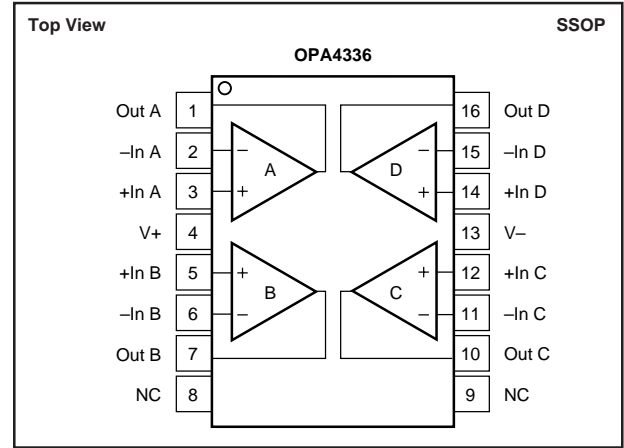 Top View SSOP
OPA4336
Out A 1 16 Out D
–In A 2 − − 15 –In D
A D
+In A 3 + + 14 +In D
V+ 4 13 V–
+In B 5 + + 12 +In C
B C
–In B 6 − − 11 –In C
Out B 7 10 Out C
NC 8 9 NC